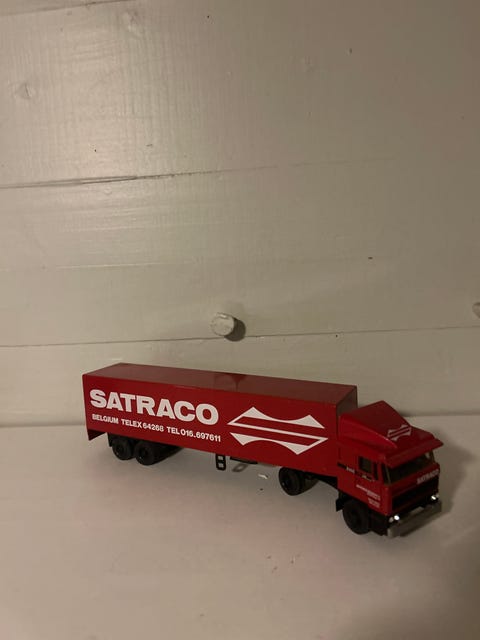 SATRACO
BELGIUM TELEX 64268 TEL 016.697611
SATRACO